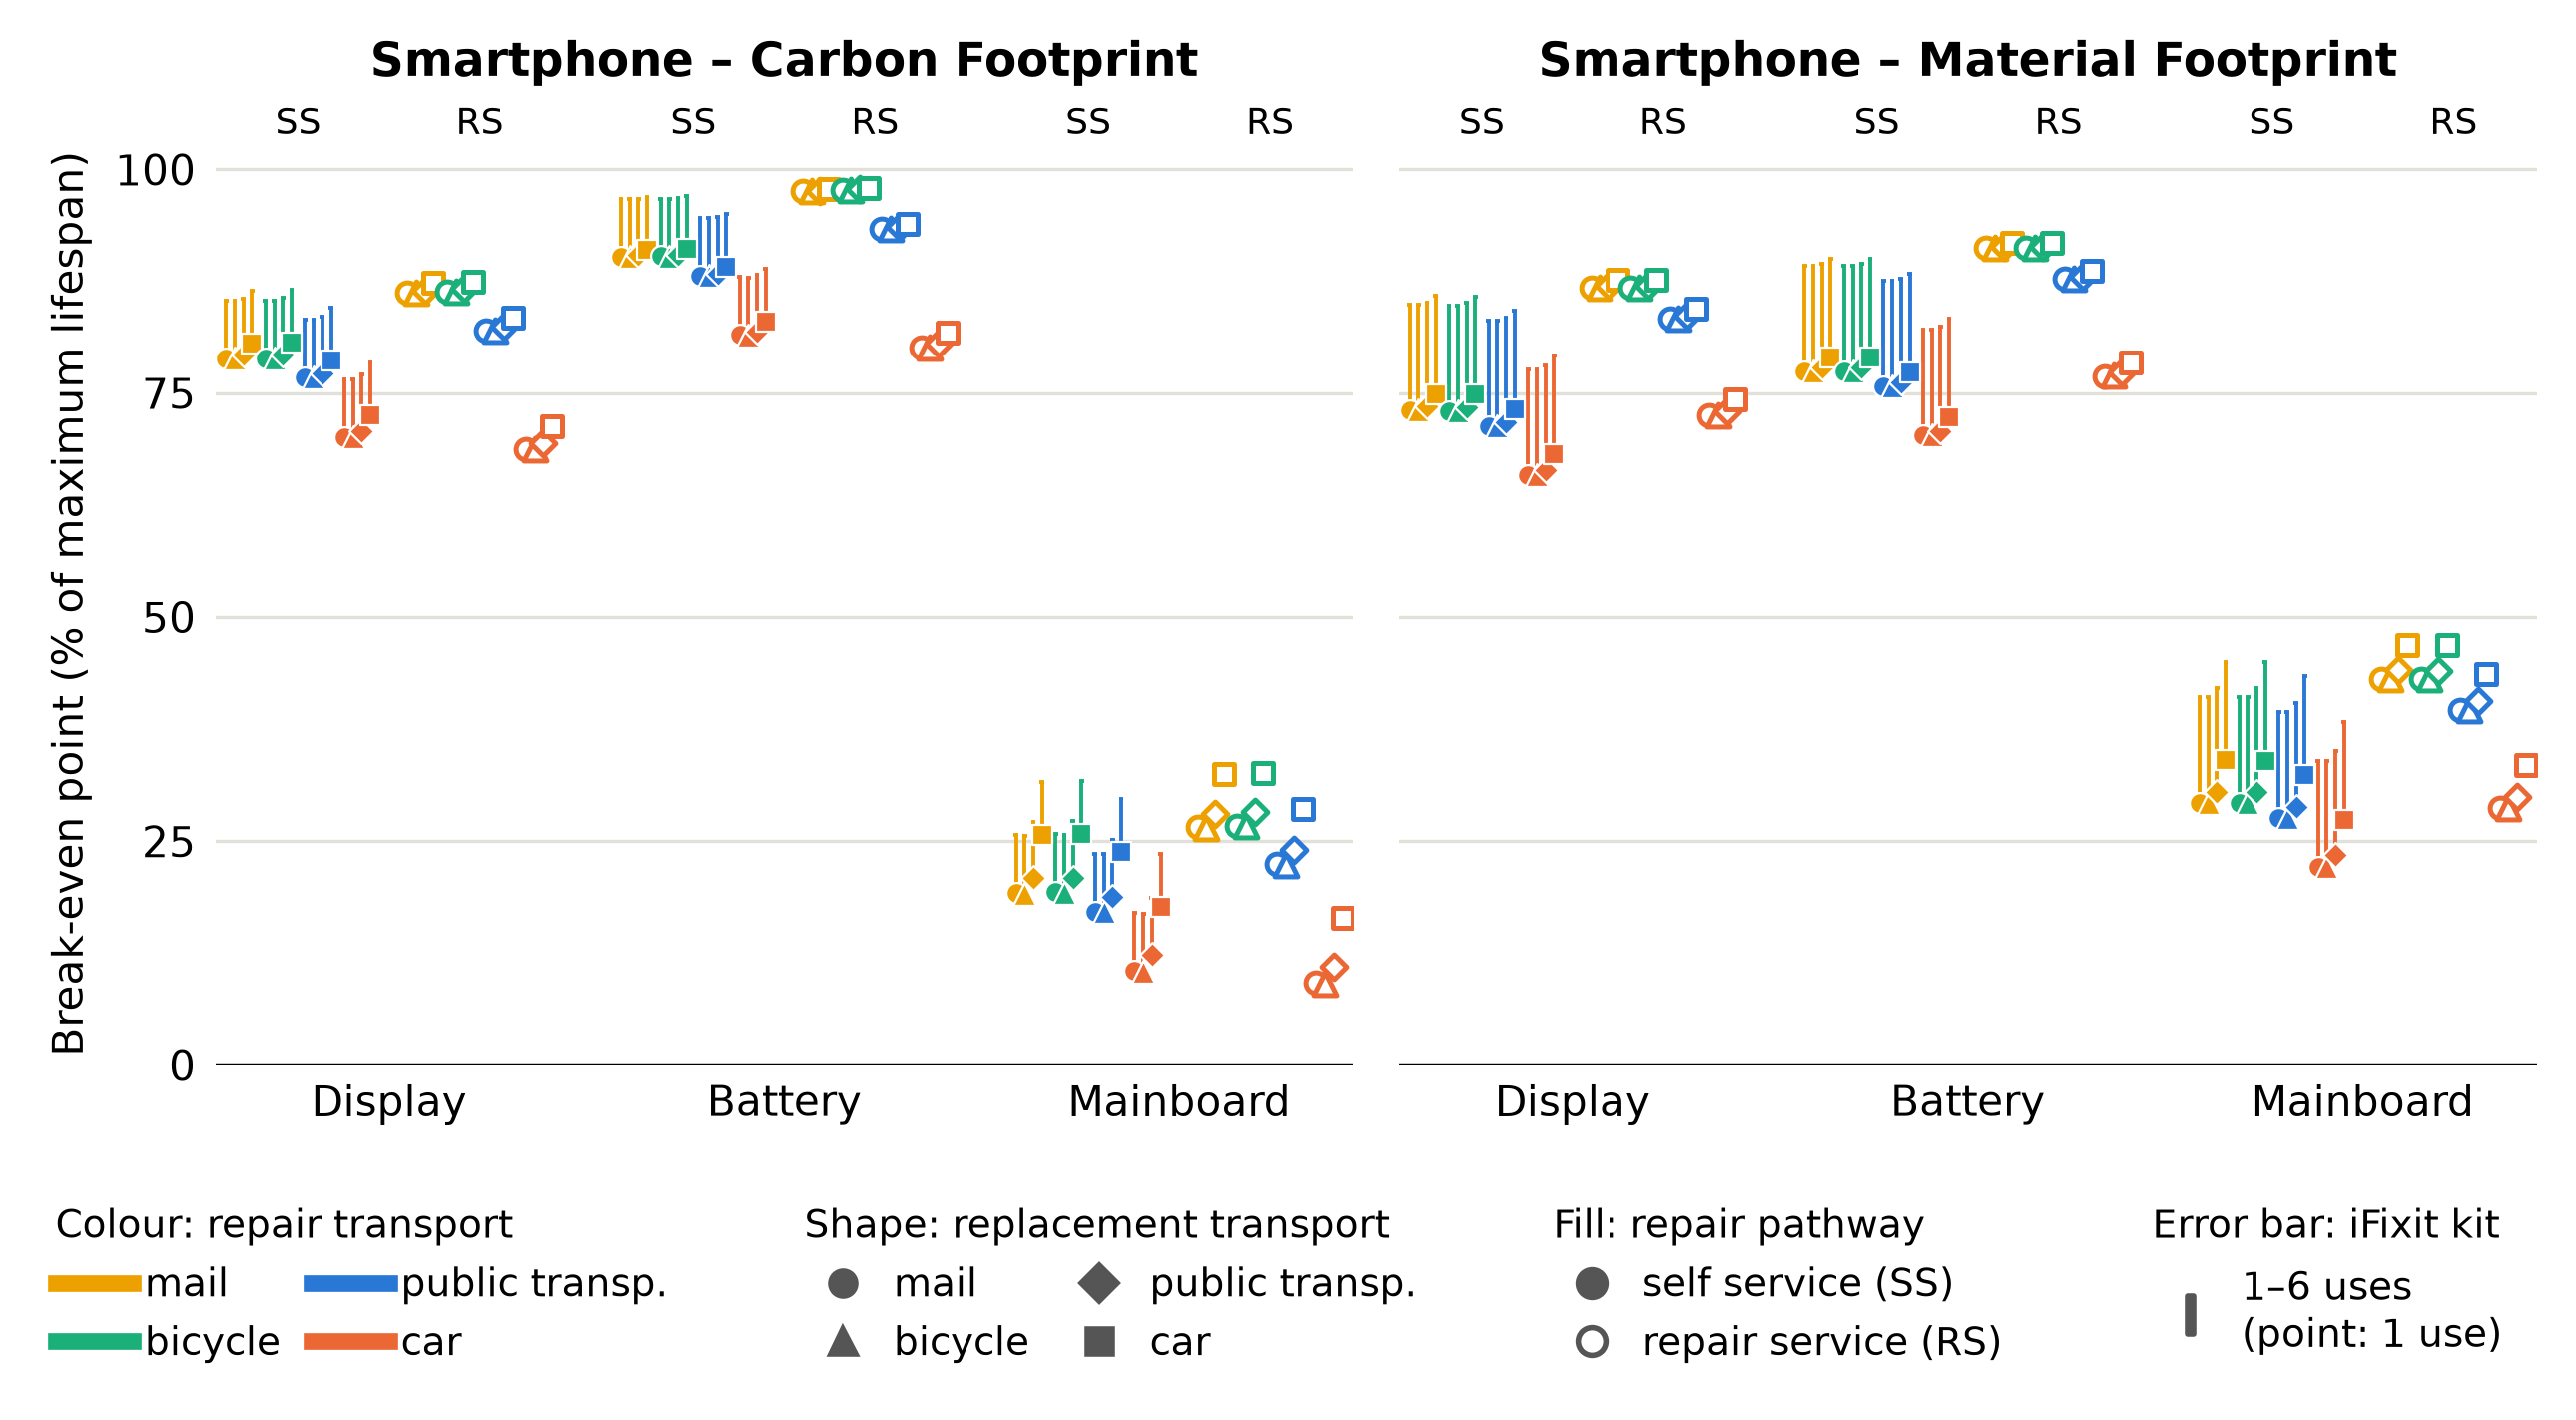 Smartphone – Carbon Footprint
Smartphone – Material Footprint
SS RS SS RS SS RS
SS RS SS RS SS RS
Break-even point (% of maximum lifespan)
100
75
50
25
0
Display Battery Mainboard
Display Battery Mainboard
Colour: repair transport
mail
public transp.
bicycle
car
Shape: replacement transport
mail
public transp.
bicycle
car
Fill: repair pathway
self service (SS)
repair service (RS)
Error bar: iFixit kit
1–6 uses
(point: 1 use)